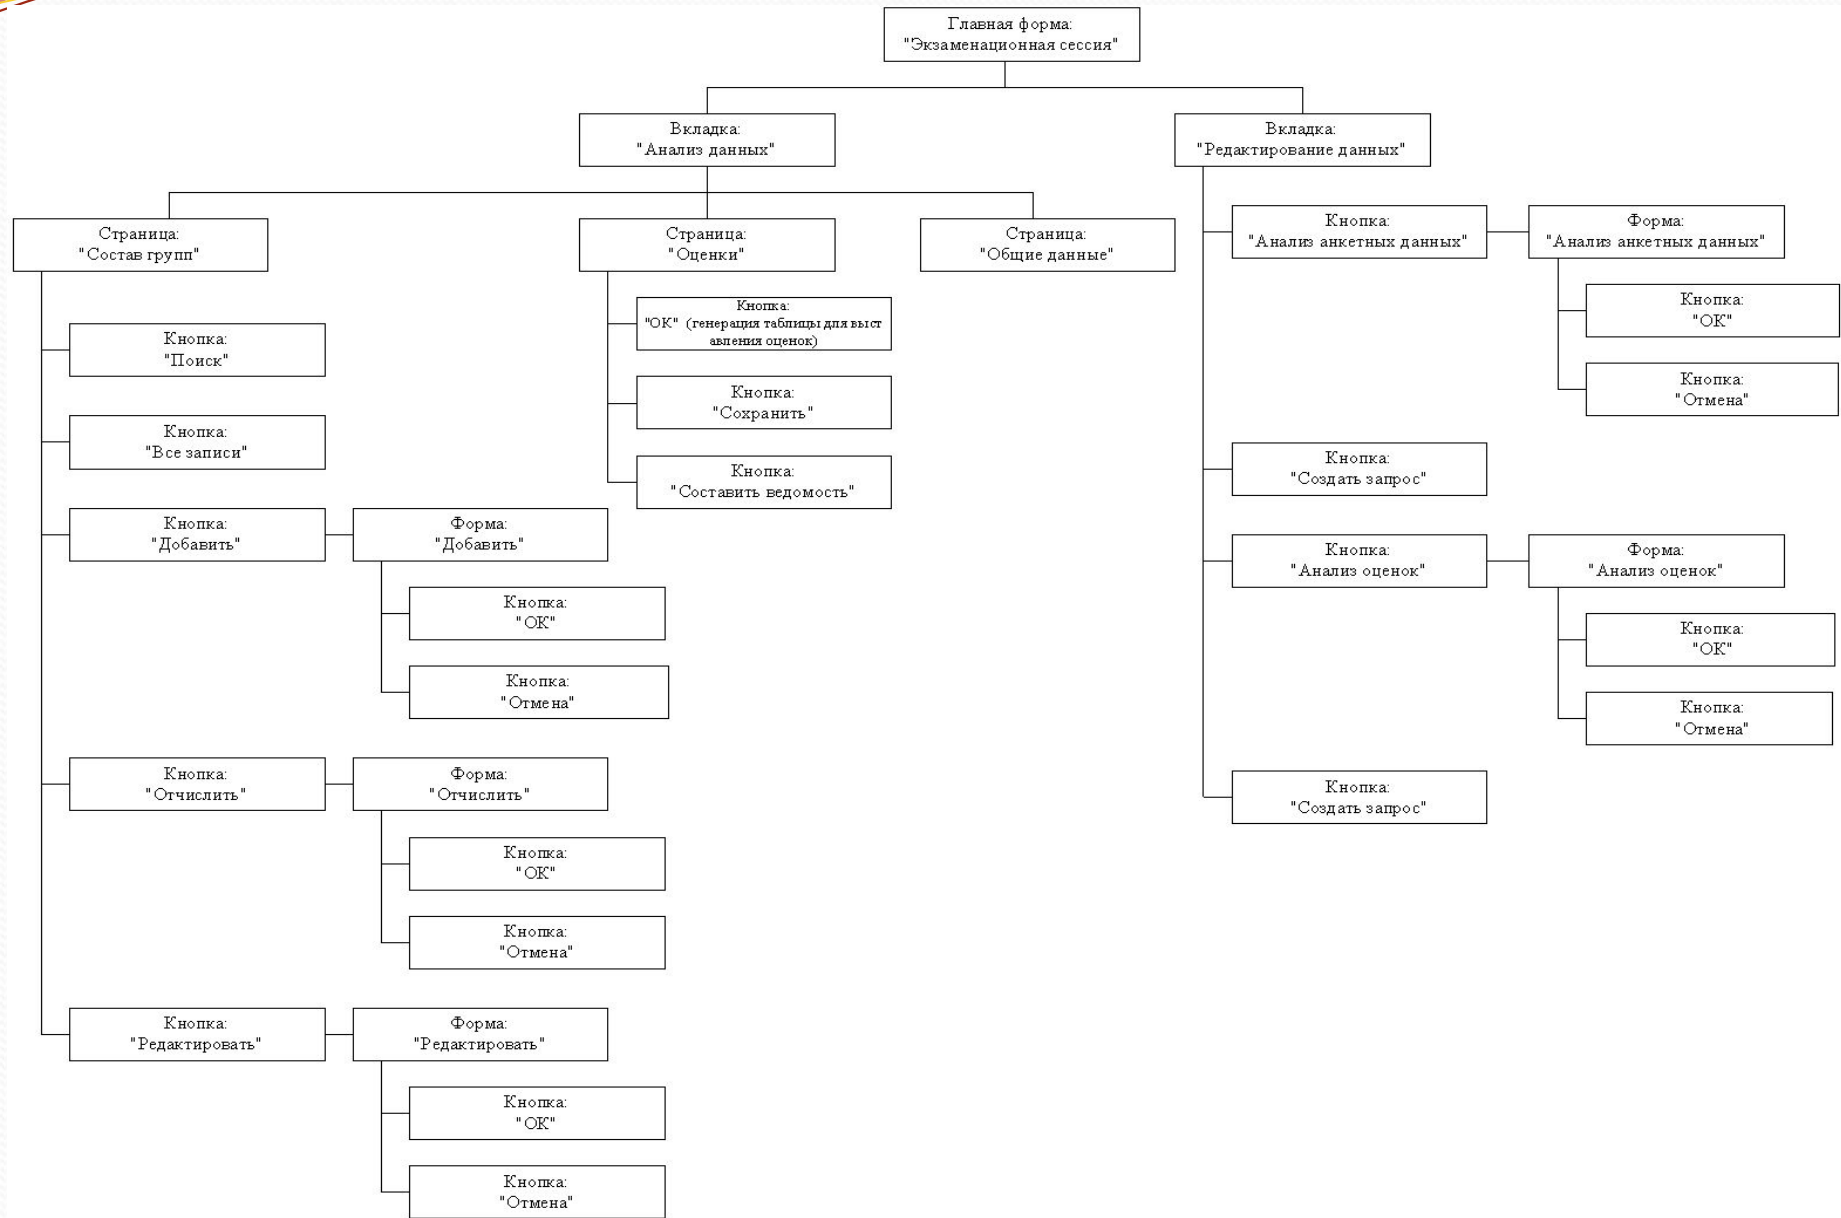 Главная форма:
"Экзаменационная сессия"
Вкладка:
"Анализ данных"
Вкладка:
"Редактирование данных"
Страница:
"Состав групп"
Страница:
"Оценки"
Страница:
"Общие данные"
Кнопка:
"Поиск"
Кнопка:
"Все записи"
Кнопка:
"Добавить"
Форма:
"Добавить"
Кнопка:
"ОК"
Кнопка:
"Отмена"
Кнопка:
"Отчислить"
Форма:
"Отчислить"
Кнопка:
"ОК"
Кнопка:
"Отмена"
Кнопка:
"Редактировать"
Форма:
"Редактировать"
Кнопка:
"ОК"
Кнопка:
"Отмена"
Кнопка:
"ОК" (генерация таблицы для выст
авления оценок)
Кнопка:
"Сохранить"
Кнопка:
"Составить ведомость"
Кнопка:
"Анализ анкетных данных"
Форма:
"Анализ анкетных данных"
Кнопка:
"ОК"
Кнопка:
"Отмена"
Кнопка:
"Создать запрос"
Кнопка:
"Анализ оценок"
Форма:
"Анализ оценок"
Кнопка:
"ОК"
Кнопка:
"Отмена"
Кнопка:
"Создать запрос"